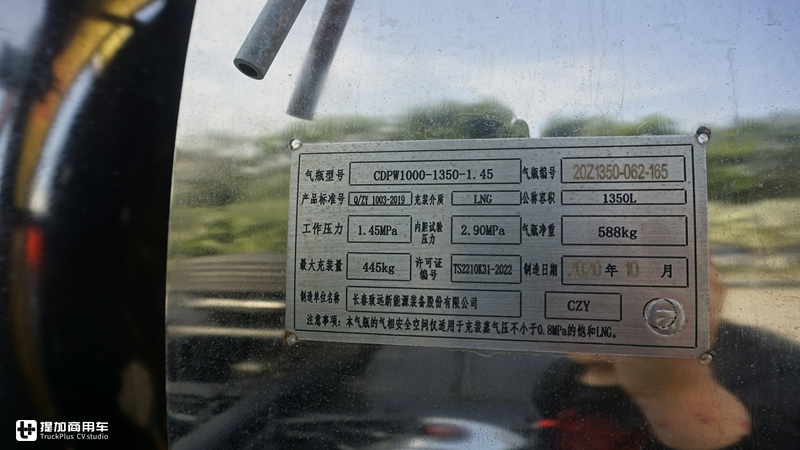 气瓶型号 CDPW1000-1350-1.45 气瓶编号 20Z1350-062-165
产品标准号 Q/ZY 1003-2019 充装介质 LNG 公称容积 1350L
工作压力 1.45MPa 内胆试验压力 2.90MPa 气瓶净重 588kg
最大充装量 445kg 许可证编号 TS2210K31-2022 制造日期 2020 年 10 月
制造单位名称 长春致远新能源装备股份有限公司 CZY
注意事项：本气瓶的气相安全空间仅适用于充装蒸气压不小于0.8MPa的饱和LNG。
提加商用车
TruckPlus CV studio